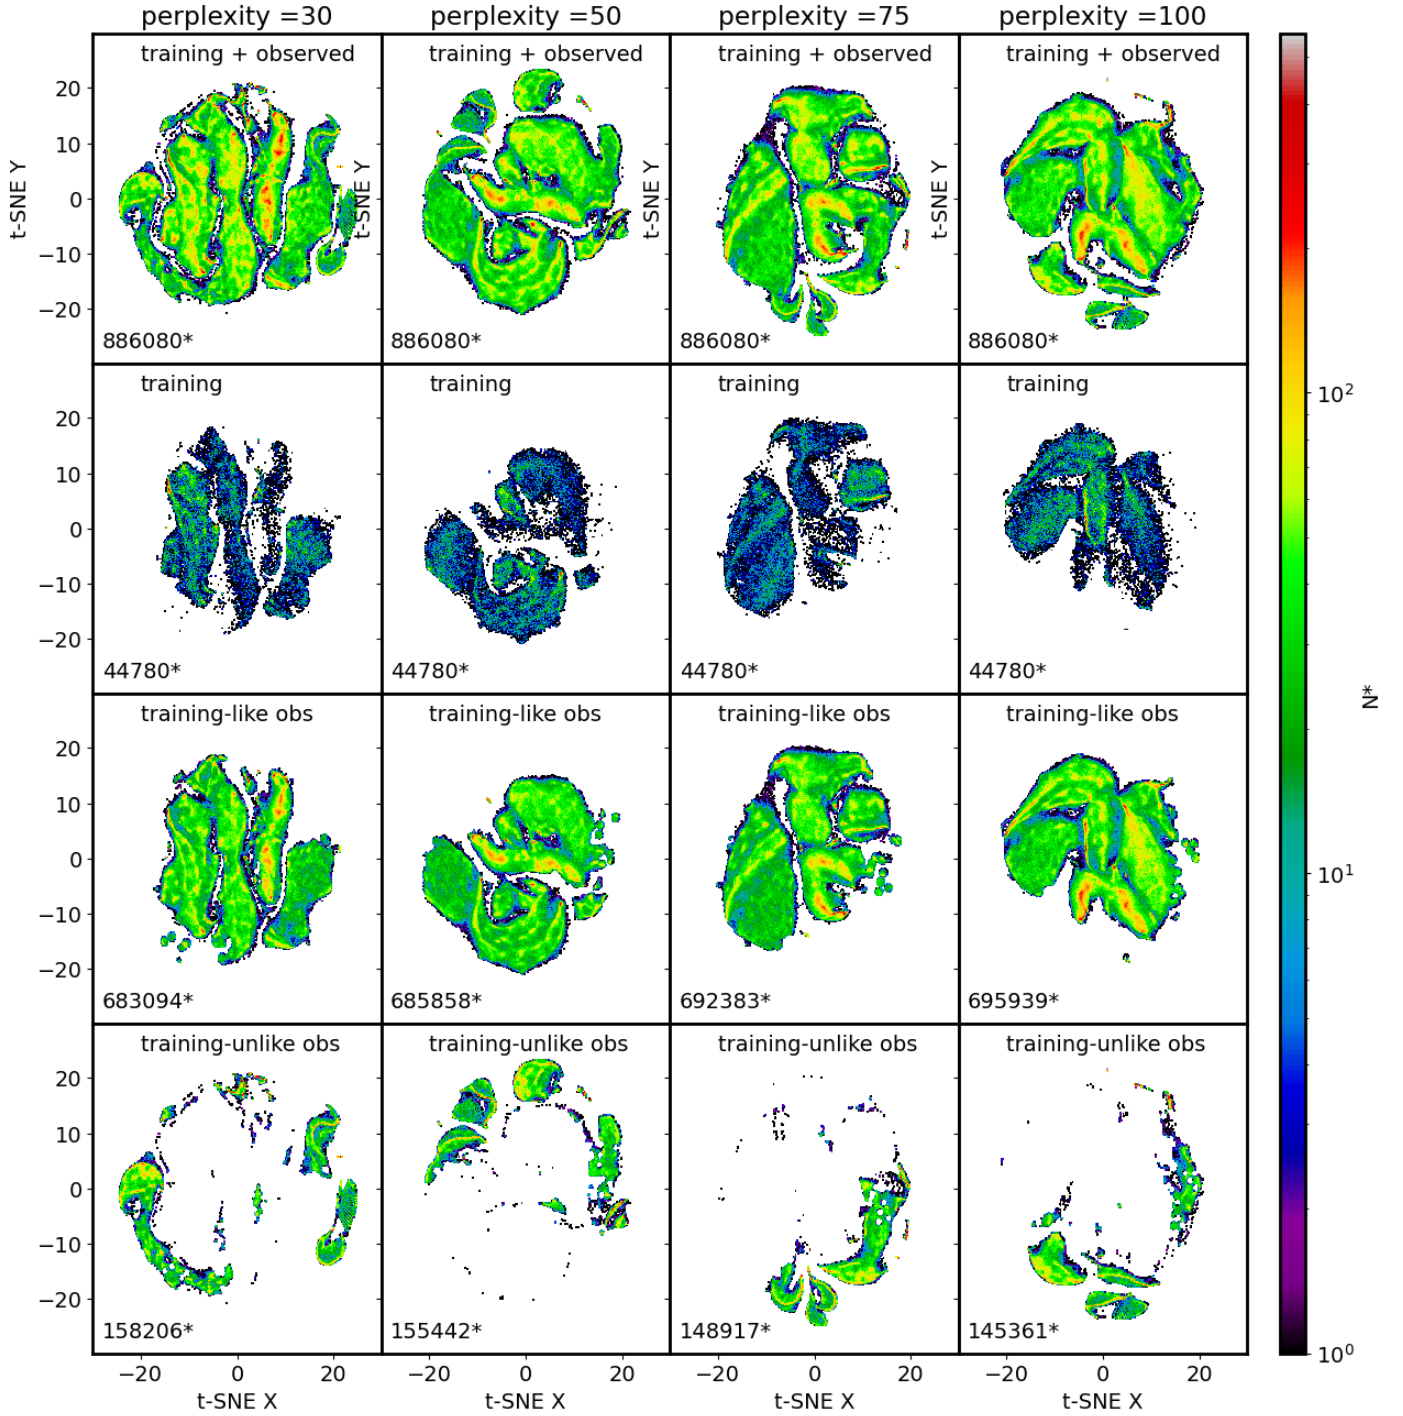 perplexity =30 perplexity =50 perplexity =75 perplexity =100
training + observed training + observed training + observed training + observed
20
10
0
−10
−20
t-SNE Y t-SNE Y t-SNE Y
886080* 886080* 886080* 886080*
training training training training
20
10
0
−10
−20
44780* 44780* 44780* 44780*
training-like obs training-like obs training-like obs training-like obs
20
10
0
−10
−20
683094* 685858* 692383* 695939*
training-unlike obs training-unlike obs training-unlike obs training-unlike obs
20
10
0
−10
−20
158206* 155442* 148917* 145361*
−20 0 20 −20 0 20 −20 0 20 −20 0 20
t-SNE X t-SNE X t-SNE X t-SNE X
10²
10¹
10⁰
N*